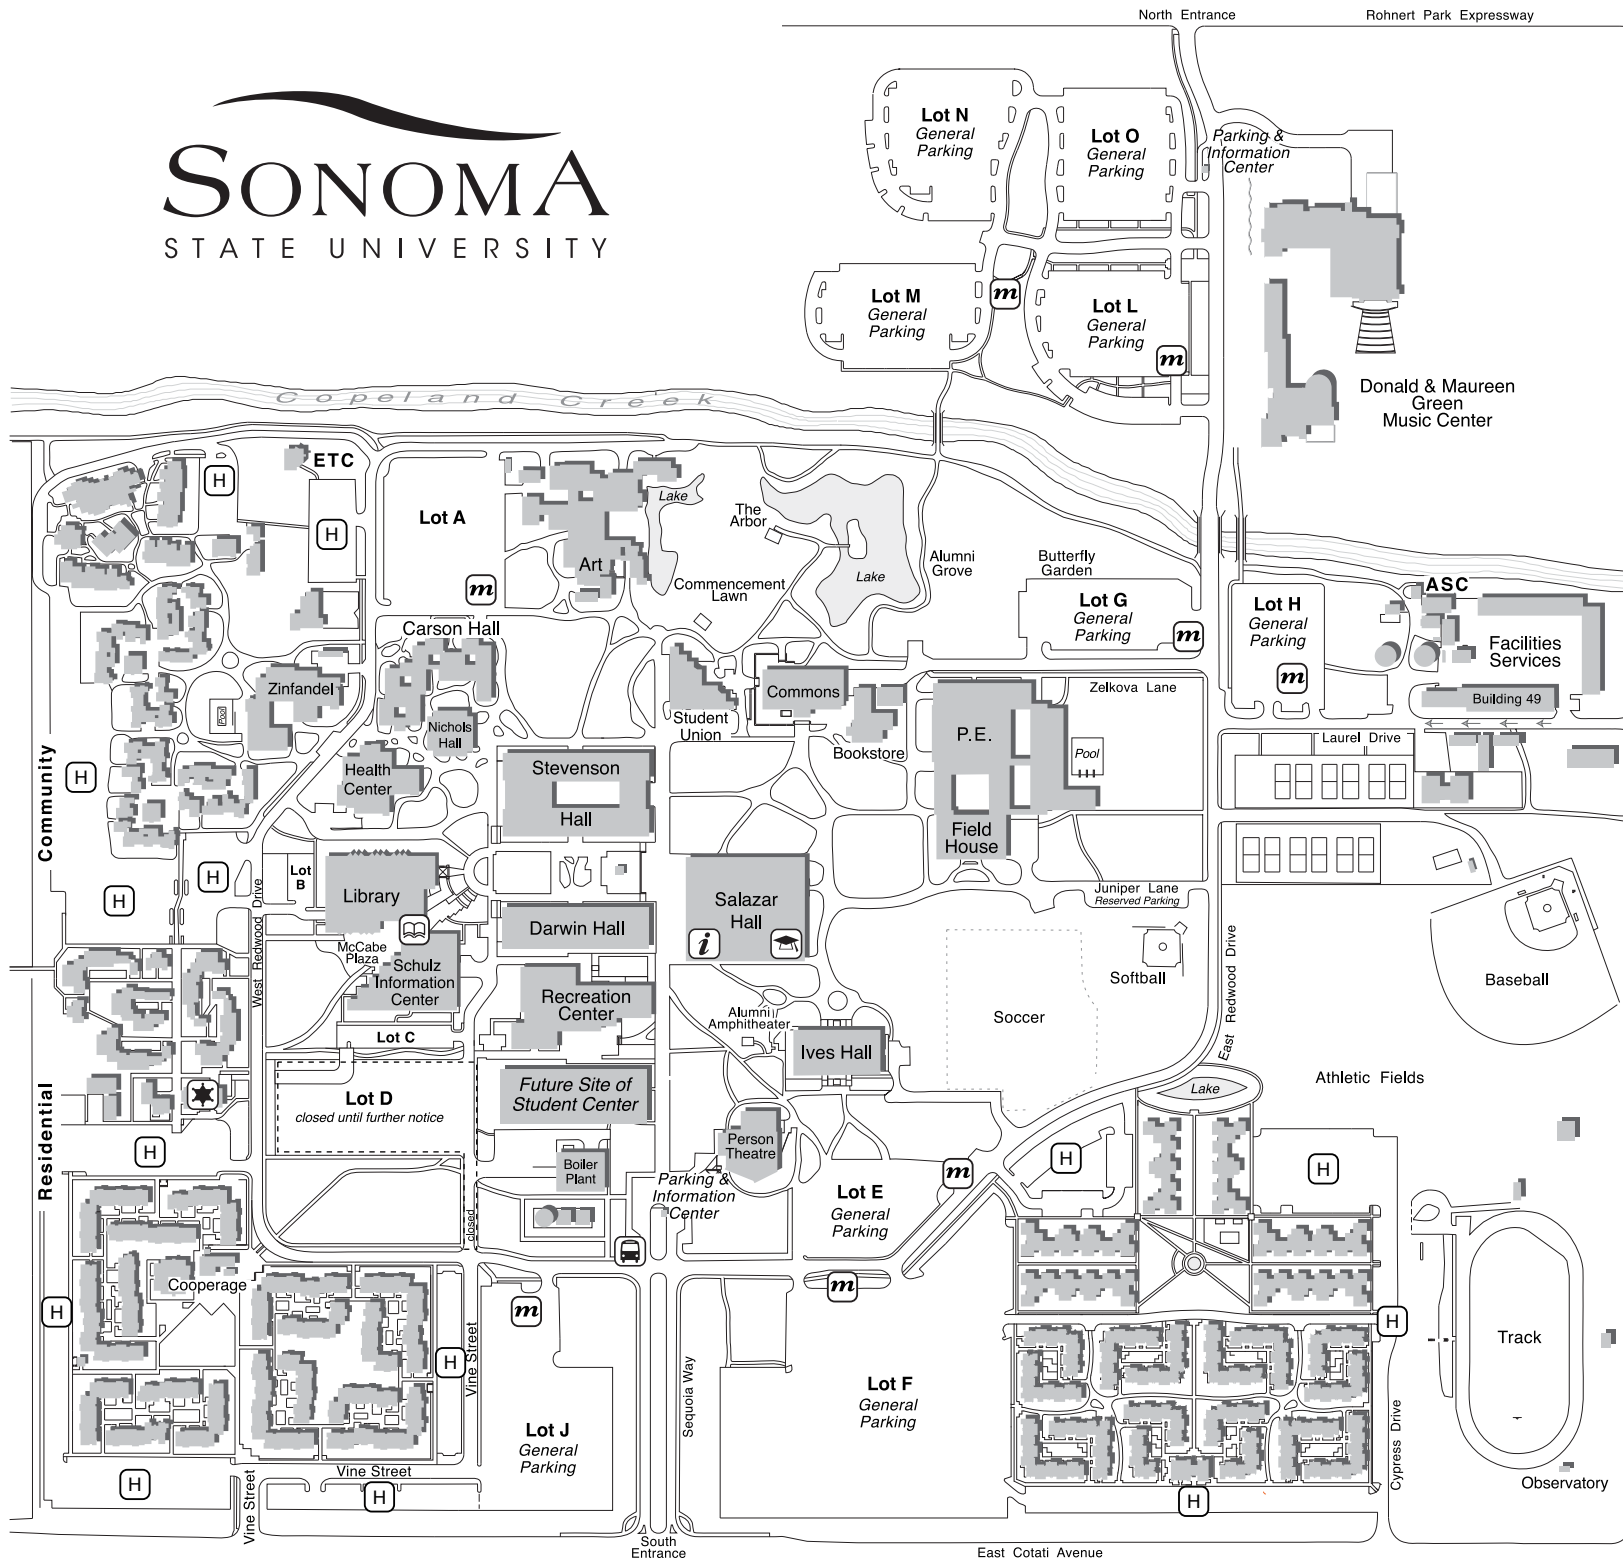 North Entrance
Rohnert Park Expressway
SONOMA
STATE UNIVERSITY
Lot N
General
Parking
Lot O
General
Parking
Parking &
Information
Center
Lot M
General
Parking
m
Lot L
General
Parking
m
Donald & Maureen
Green
Music Center
Copeland Creek
H
ETC
H
Lot A
m
Art
Lake
The
Arbor
Lake
Commencement
Lawn
Alumni
Grove
Butterfly
Garden
Lot G
General
Parking
m
Lot H
General
Parking
m
ASC
Facilities
Services
Building 49
Laurel Drive
Zelkova Lane
Carson Hall
Zinfandel
Pool
Nichols
Hall
Health
Center
Student
Union
Commons
Bookstore
P.E.
Pool
Field
House
Stevenson
Hall
Community
H
H
H
Lot
B
Library
West Redwood Drive
McCabe
Plaza
Schulz
Information
Center
Darwin Hall
Salazar
Hall
i
Juniper Lane
Reserved Parking
Softball
East Redwood Drive
Baseball
Recreation
Center
Alumni
Amphitheater
Ives Hall
Soccer
Lot C
Lot D
closed until further notice
Future Site of
Student Center
Lake
Athletic Fields
Residential
H
Boiler
Plant
Person
Theatre
Parking &
Information
Center
closed
Lot E
General
Parking
m
H
H
Cooperage
H
H
Vine Street
m
m
H
Track
Lot J
General
Parking
Sequoia Way
Lot F
General
Parking
Cypress Drive
Observatory
H
Vine Street
Vine Street
H
H
South
Entrance
East Cotati Avenue